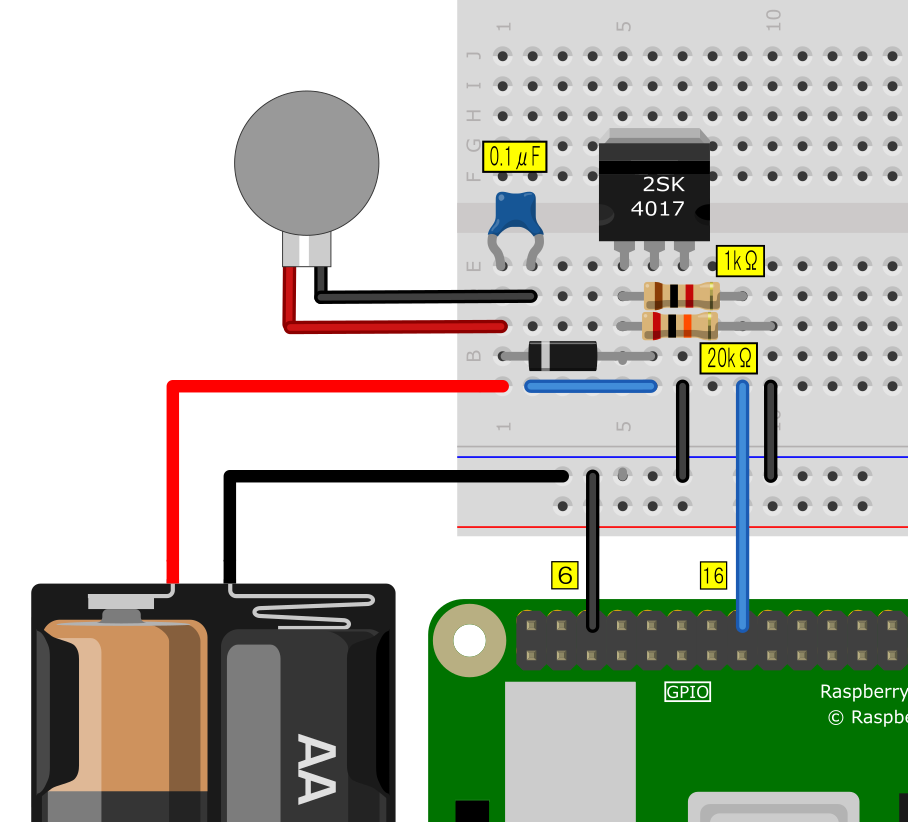 1
5
10
J
I
H
G
F
0.1μF
2SK
4017
E
1kΩ
B
20kΩ
1
5
10
6
16
GPIO
Raspberry
© Raspbe
AA